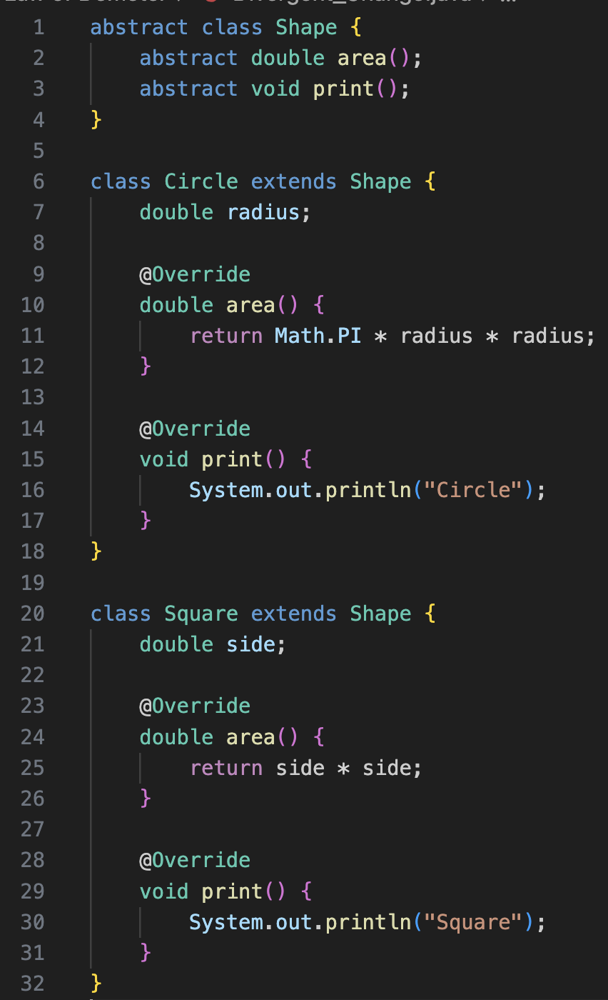 1 abstract class Shape {
2     abstract double area();
3     abstract void print();
4 }
5
6 class Circle extends Shape {
7     double radius;
8
9     @Override
10     double area() {
11         return Math.PI * radius * radius;
12     }
13
14     @Override
15     void print() {
16         System.out.println("Circle");
17     }
18 }
19
20 class Square extends Shape {
21     double side;
22
23     @Override
24     double area() {
25         return side * side;
26     }
27
28     @Override
29     void print() {
30         System.out.println("Square");
31     }
32 }